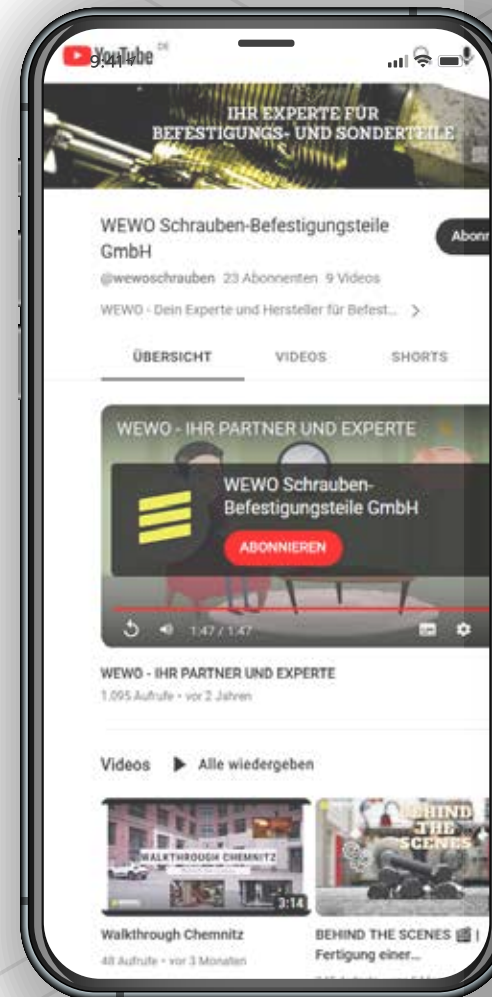 YouTube DE
9:41
IHR EXPERTE FÜR
BEFESTIGUNGS- UND SONDERTEILE
WEWO Schrauben-Befestigungsteile
GmbH
Abonn
@wewoschrauben 23 Abonnenten 9 Videos
WEWO - Dein Experte und Hersteller für Befest...
ÜBERSICHT VIDEOS SHORTS
WEWO - IHR PARTNER UND EXPERTE
WEWO Schrauben-
Befestigungsteile GmbH
ABONNIEREN
1:47 / 1:47
WEWO - IHR PARTNER UND EXPERTE
1.095 Aufrufe • vor 2 Jahren
Videos Alle wiedergeben
WALKTHROUGH CHEMNITZ
3:14
BEHIND
THE
SCENES
Walkthrough Chemnitz
48 Aufrufe • vor 3 Monaten
BEHIND THE SCENES |
Fertigung einer...